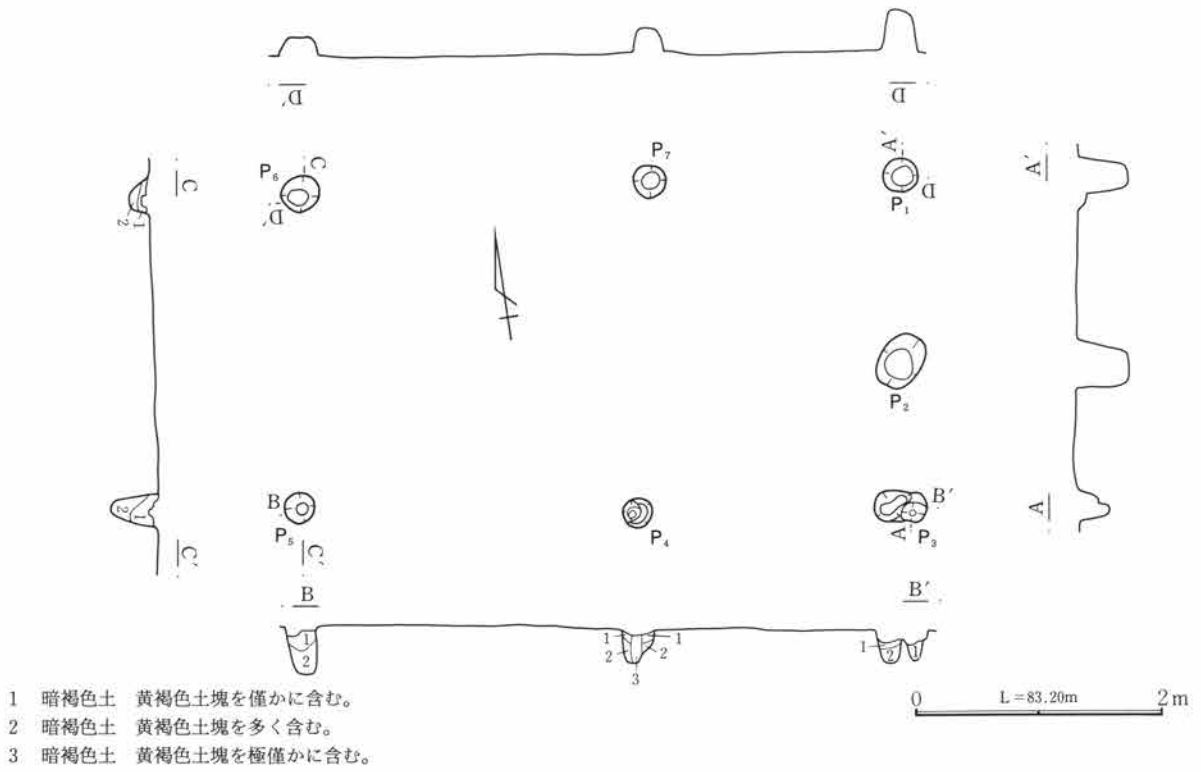 D′
D
P₆
C
P₇
A′
D
P₁
D′
C
1
2
A′
P₂
B
P₅
C′
P₄
A
B′
P₃
A
1
2
C′
B
B′
1
2
1
2
3
1
2
1
2
1
1 暗褐色土 黄褐色土塊を僅かに含む。
2 暗褐色土 黄褐色土塊を多く含む。
3 暗褐色土 黄褐色土塊を極僅かに含む。
0 L=83.20m 2m